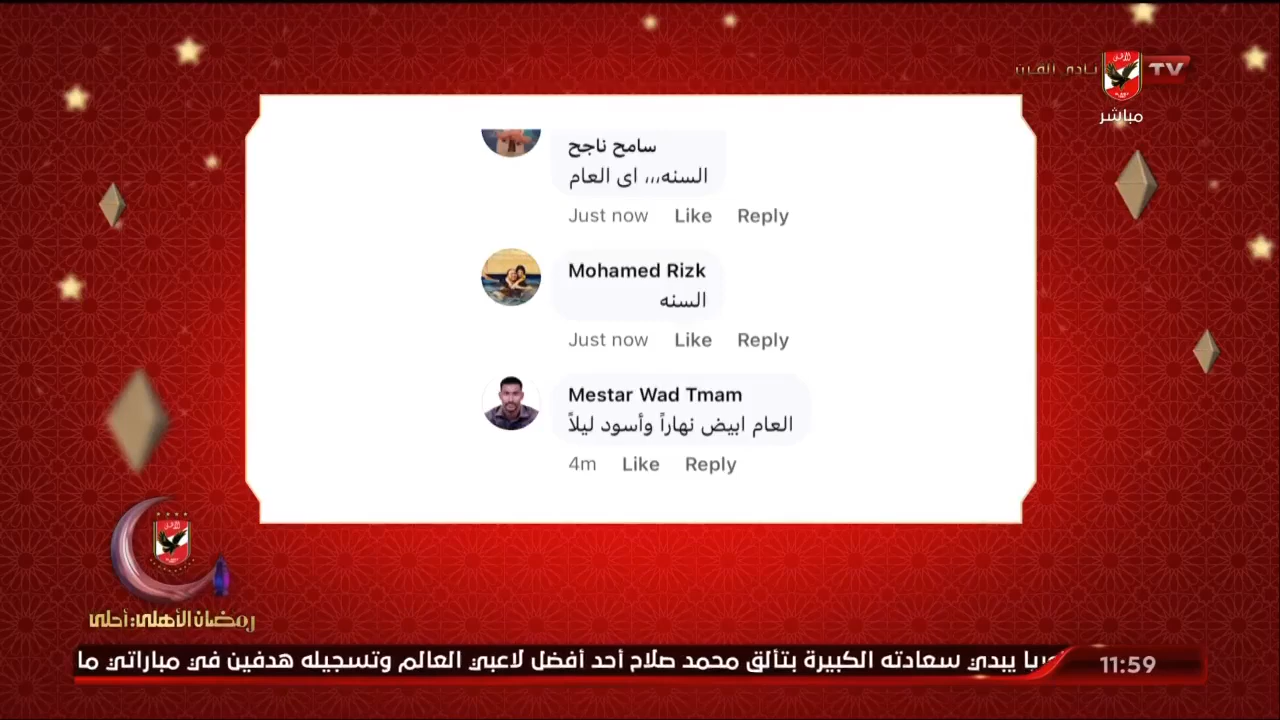 نادي القرن
TV
مباشر
سامح ناجح
السنه،،، اى العام
Just now Like Reply
Mohamed Rizk
السنه
Just now Like Reply
Mestar Wad Tmam
العام ابيض نهاراً وأسود ليلاً
4m Like Reply
رمضان الأهلي: أحلى
يبدي سعادته الكبيرة بتألق محمد صلاح أحد أفضل لاعبي العالم وتسجيله هدفين في مباراتي ما
11:59